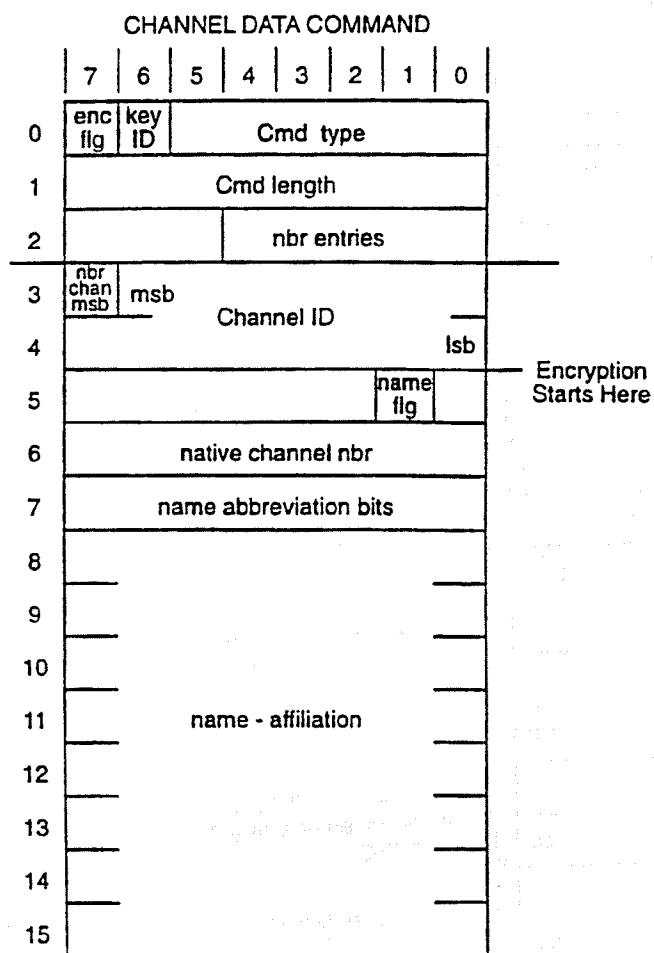 CHANNEL DATA COMMAND
7 6 5 4 3 2 1 0
0 enc flg key ID Cmd type
1 Cmd length
2 nbr entries
3 nbr chan msb msb
Channel ID
4 lsb
Encryption
Starts Here
5 name flg
6 native channel nbr
7 name abbreviation bits
8
9
10
11 name - affiliation
12
13
14
15